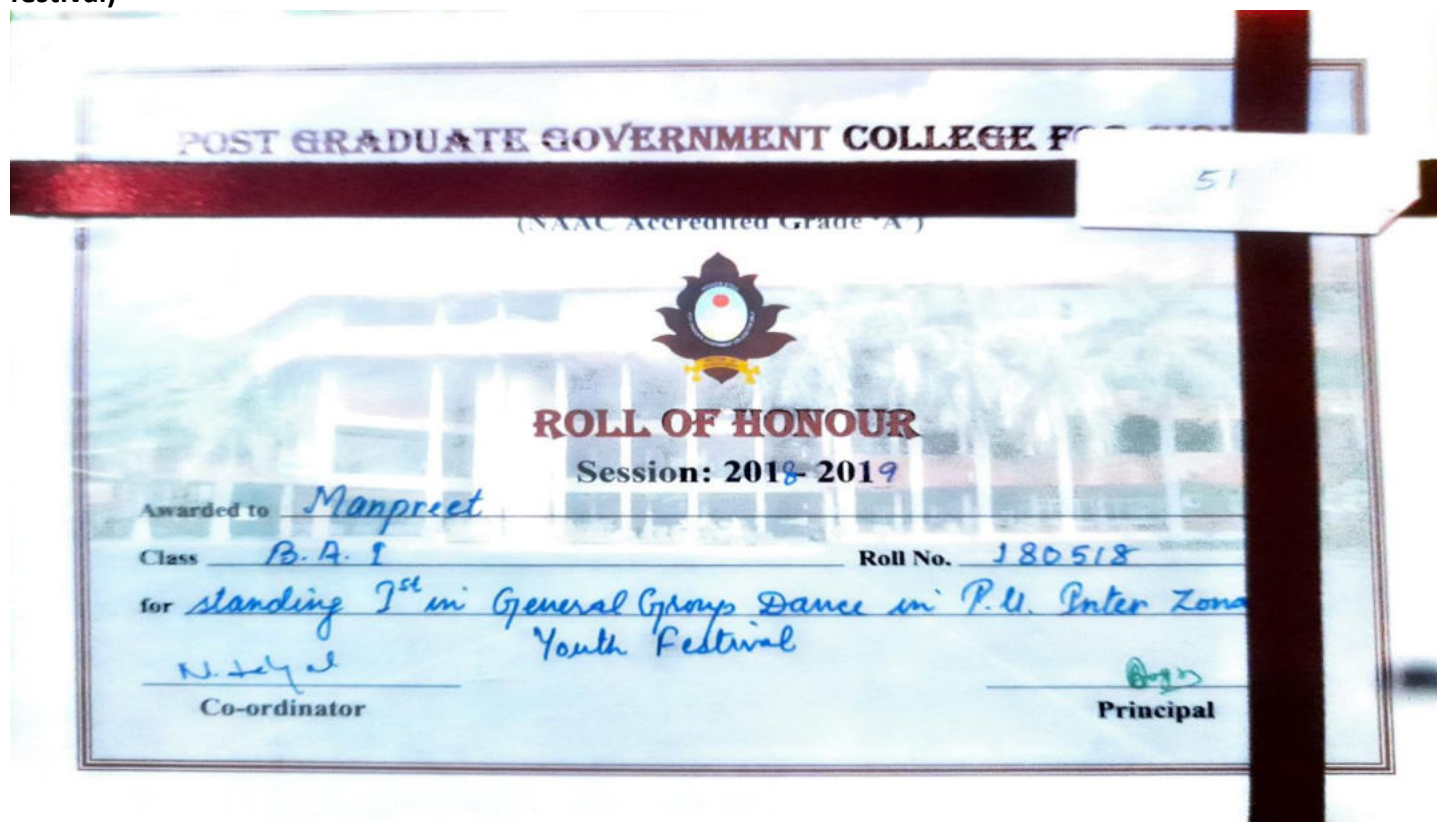 festival)
POST GRADUATE GOVERNMENT COLLEGE
51
(NAAC Accredited Grade 'A')
ROLL OF HONOUR
Session: 2018-2019
Awarded to Manpreet
Class B.A. I Roll No. 180518
for standing Ist in General Group Dance in P.U. Inter Zona
Youth Festival
Co-ordinator Principal